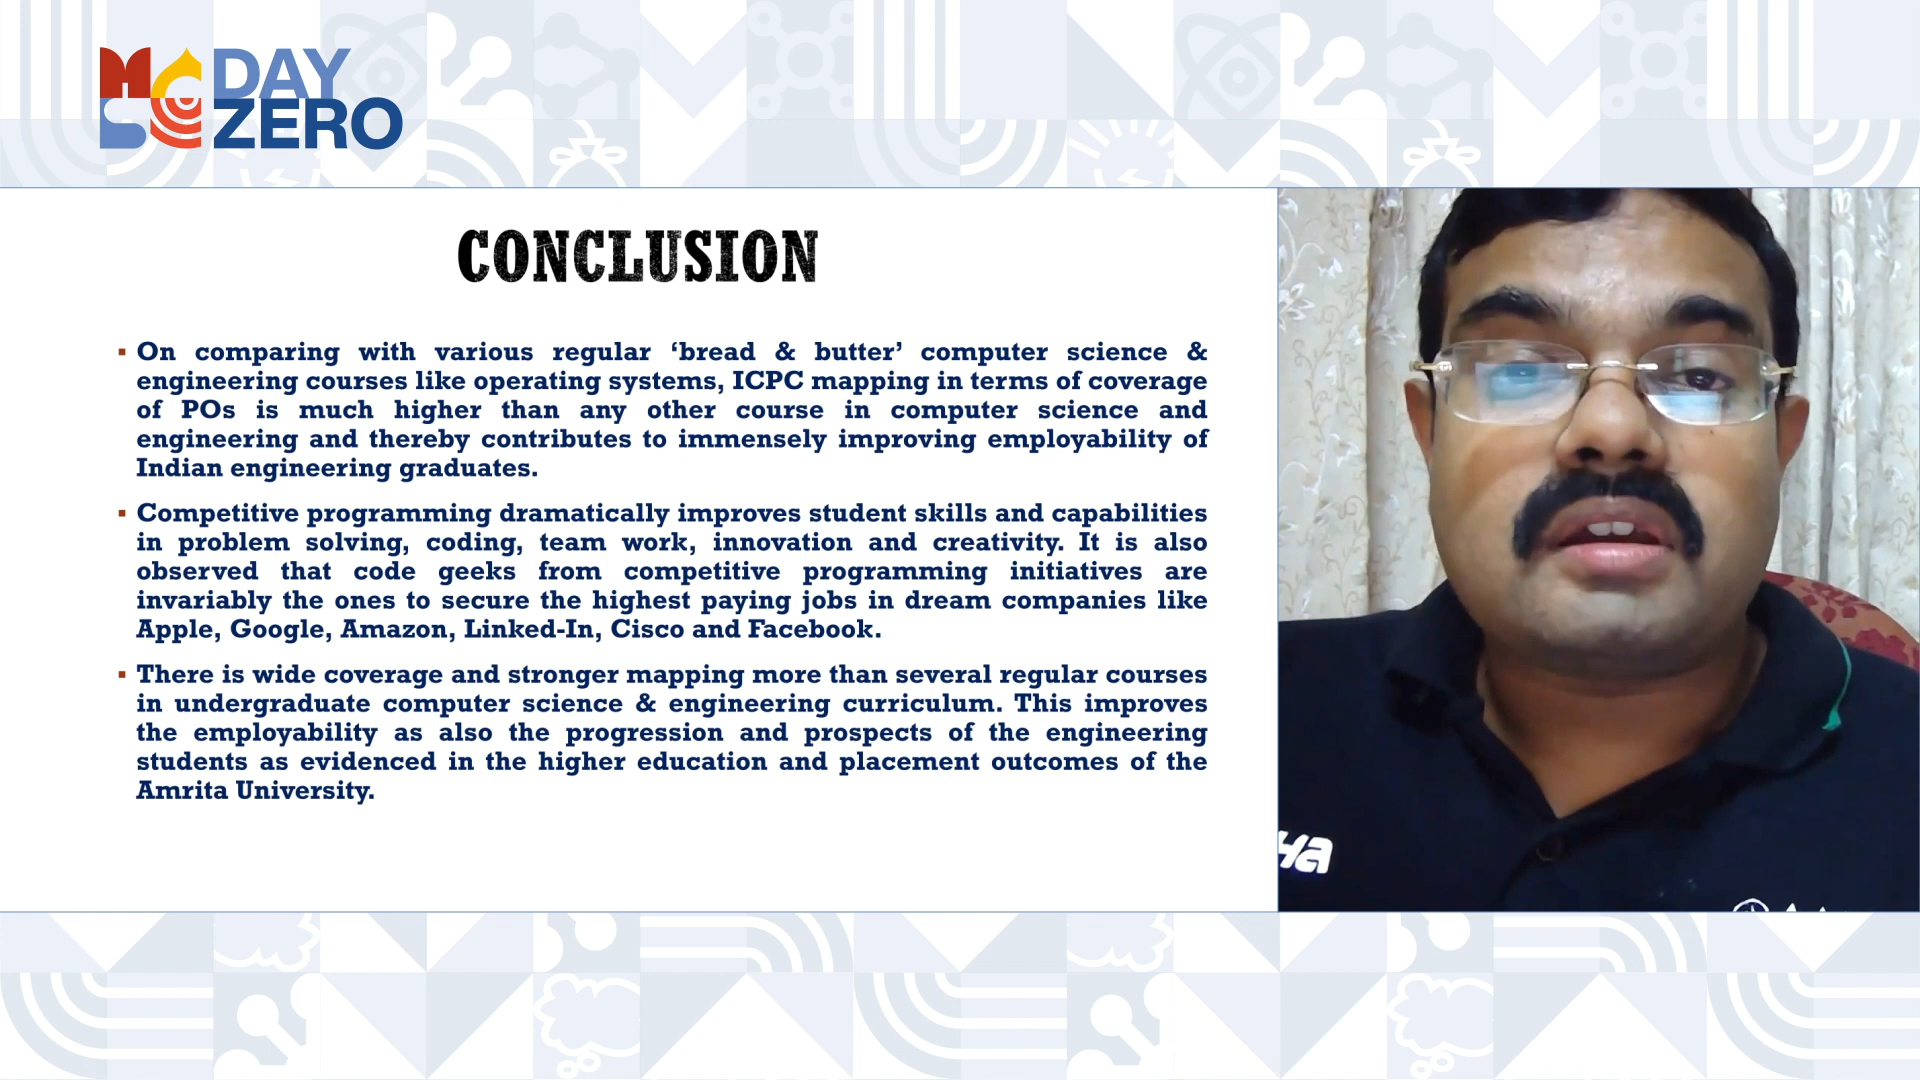 DAY
ZERO
CONCLUSION
▪ On comparing with various regular ‘bread & butter’ computer science &
engineering courses like operating systems, ICPC mapping in terms of coverage
of POs is much higher than any other course in computer science and
engineering and thereby contributes to immensely improving employability of
Indian engineering graduates.
▪ Competitive programming dramatically improves student skills and capabilities
in problem solving, coding, team work, innovation and creativity. It is also
observed that code geeks from competitive programming initiatives are
invariably the ones to secure the highest paying jobs in dream companies like
Apple, Google, Amazon, Linked-In, Cisco and Facebook.
▪ There is wide coverage and stronger mapping more than several regular courses
in undergraduate computer science & engineering curriculum. This improves
the employability as also the progression and prospects of the engineering
students as evidenced in the higher education and placement outcomes of the
Amrita University.